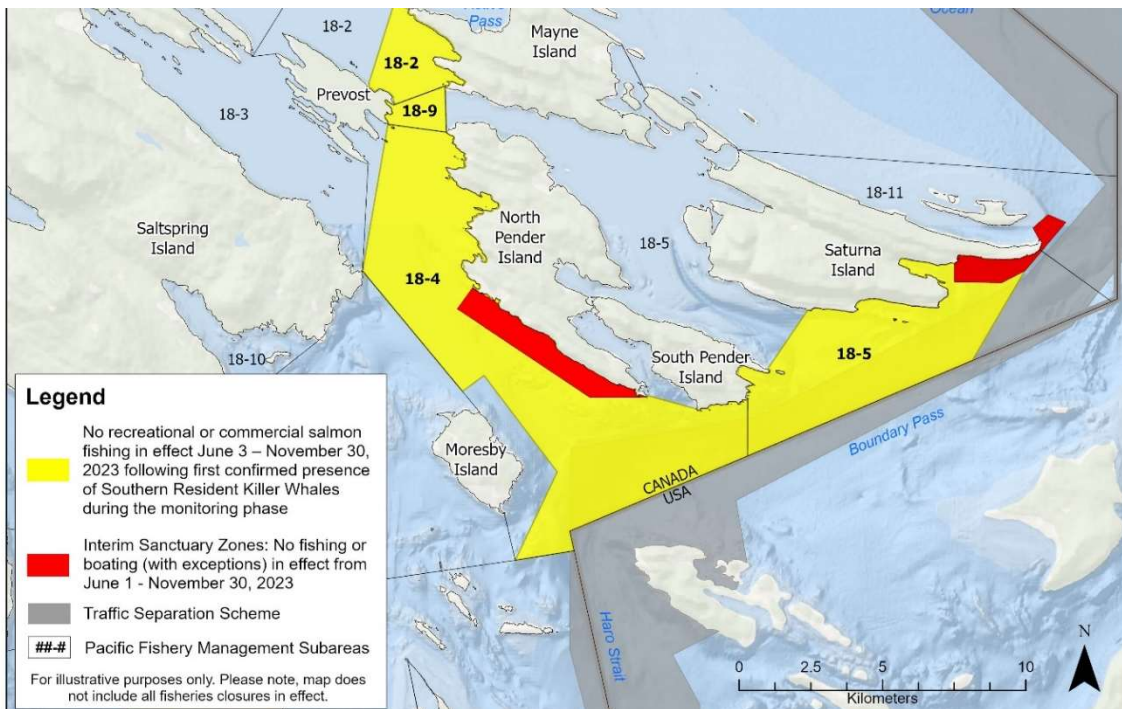 Active
Pass
Ocean
18-2
Mayne
Island
18-2
Prevost
18-9
18-3
18-11
North
Pender
Island
18-5
Saltspring
Island
Saturna
Island
18-4
South Pender
Island
18-5
18-10
Moresby
Island
Boundary Pass
CANADA
USA
Haro Strait
Legend
No recreational or commercial salmon
fishing in effect June 3 – November 30,
2023 following first confirmed presence
of Southern Resident Killer Whales
during the monitoring phase
Interim Sanctuary Zones: No fishing or
boating (with exceptions) in effect from
June 1 - November 30, 2023
Traffic Separation Scheme
##-# Pacific Fishery Management Subareas
For illustrative purposes only. Please note, map does
not include all fisheries closures in effect.
N
0 2.5 5 10
Kilometers